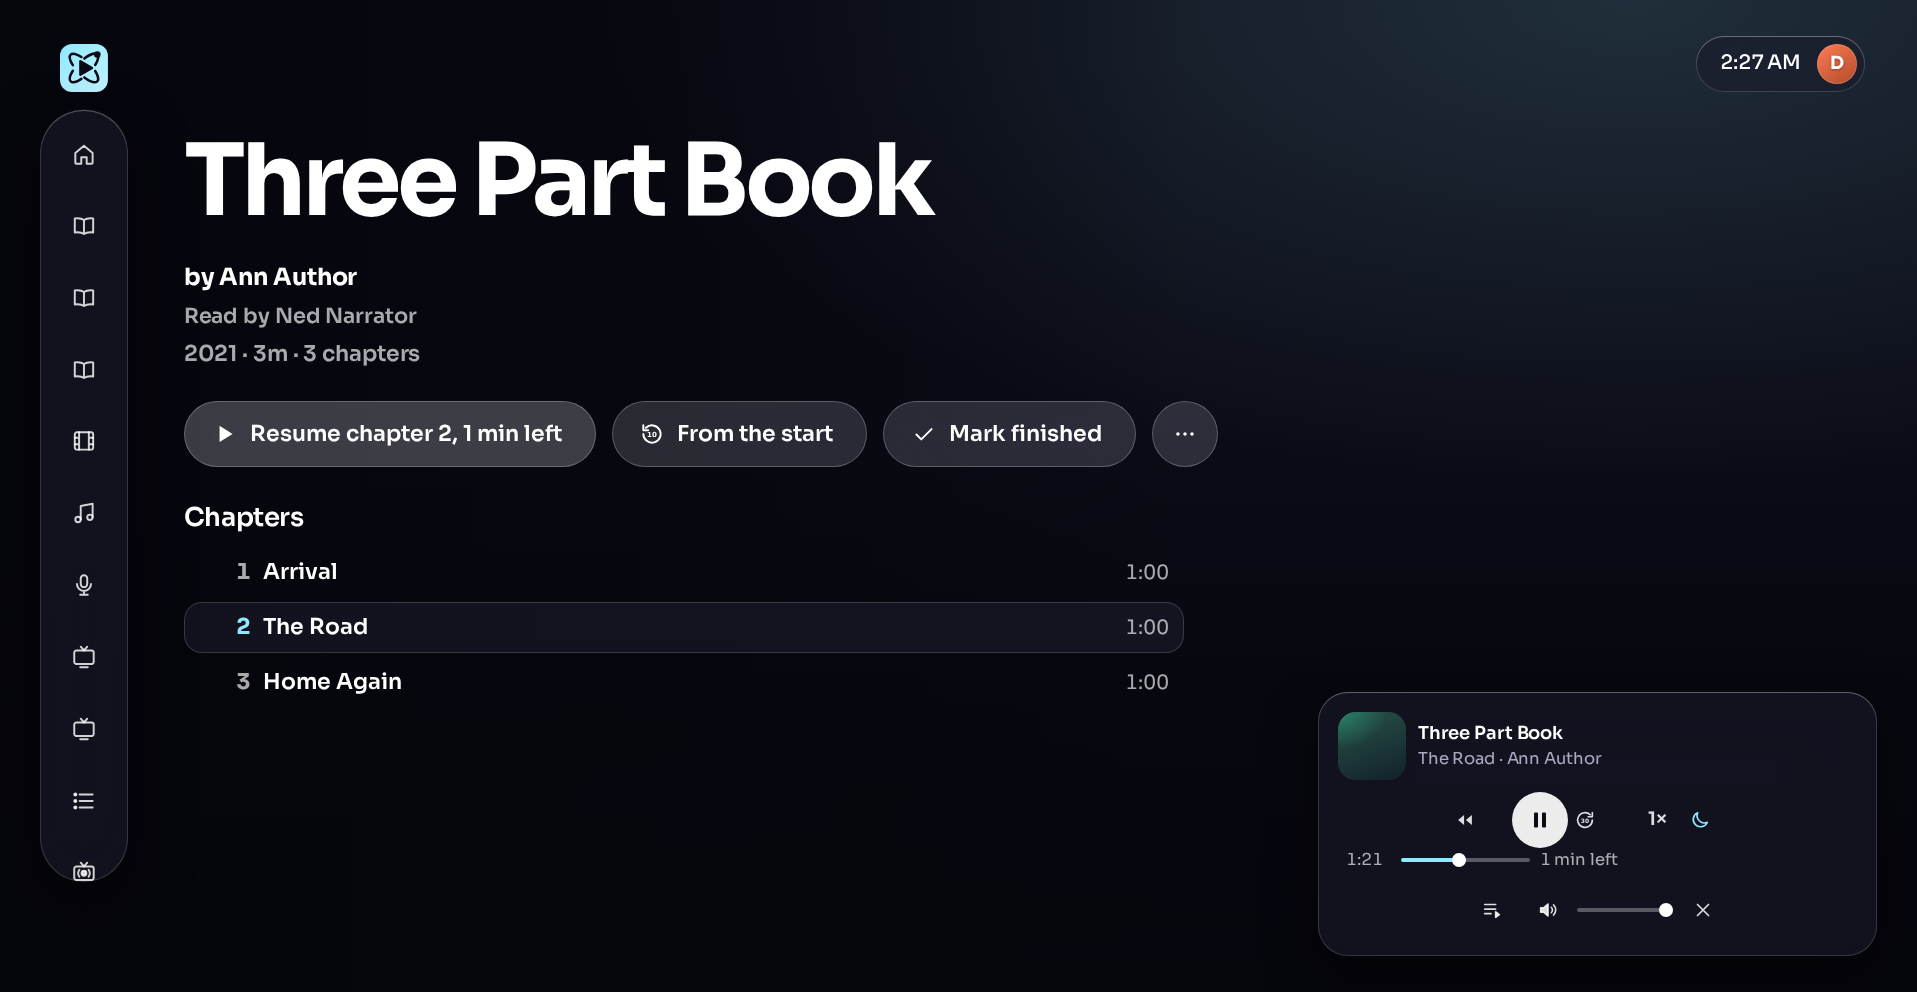 2:27 AM
D
Three Part Book
by Ann Author
Read by Ned Narrator
2021 · 3m · 3 chapters
Resume chapter 2, 1 min left
10 From the start
Mark finished
Chapters
1 Arrival 1:00
2 The Road 1:00
3 Home Again 1:00
Three Part Book
The Road · Ann Author
30 1×
1:21 1 min left